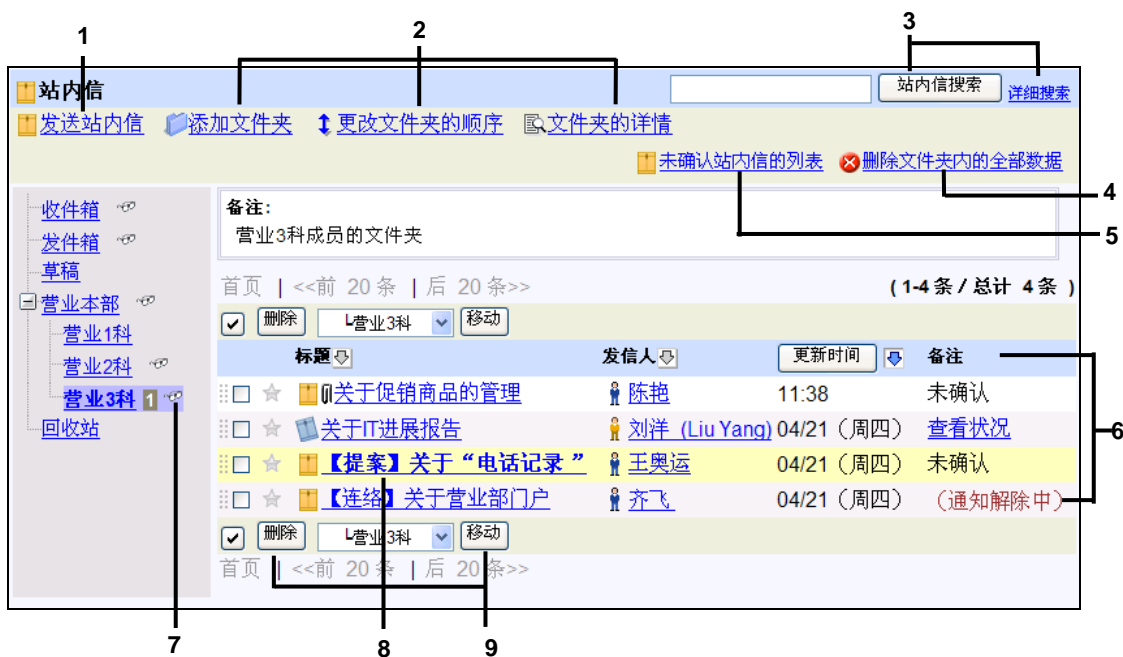 1 2 3
站内信 站内信搜索 详细搜索
发送站内信 添加文件夹 更改文件夹的顺序 文件夹的详情
未确认站内信的列表 删除文件夹内的全部数据
4
5
收件箱
发件箱
草稿
营业本部
营业1科
营业2科
营业3科 1
回收站
备注:
营业3科成员的文件夹
首页 | <<前 20 条 | 后 20 条>> (1-4 条 / 总计 4 条 )
删除 └营业3科 移动
标题 发信人 更新时间 备注
关于促销商品的管理 陈艳 11:38 未确认
关于IT进展报告 刘洋 (Liu Yang) 04/21（周四） 查看状况
【提案】关于“电话记录 ” 王奥运 04/21（周四） 未确认
【连络】关于营业部门户 齐飞 04/21（周四） （通知解除中）
6
删除 └营业3科 移动
首页 | <<前 20 条 | 后 20 条>>
7 8 9